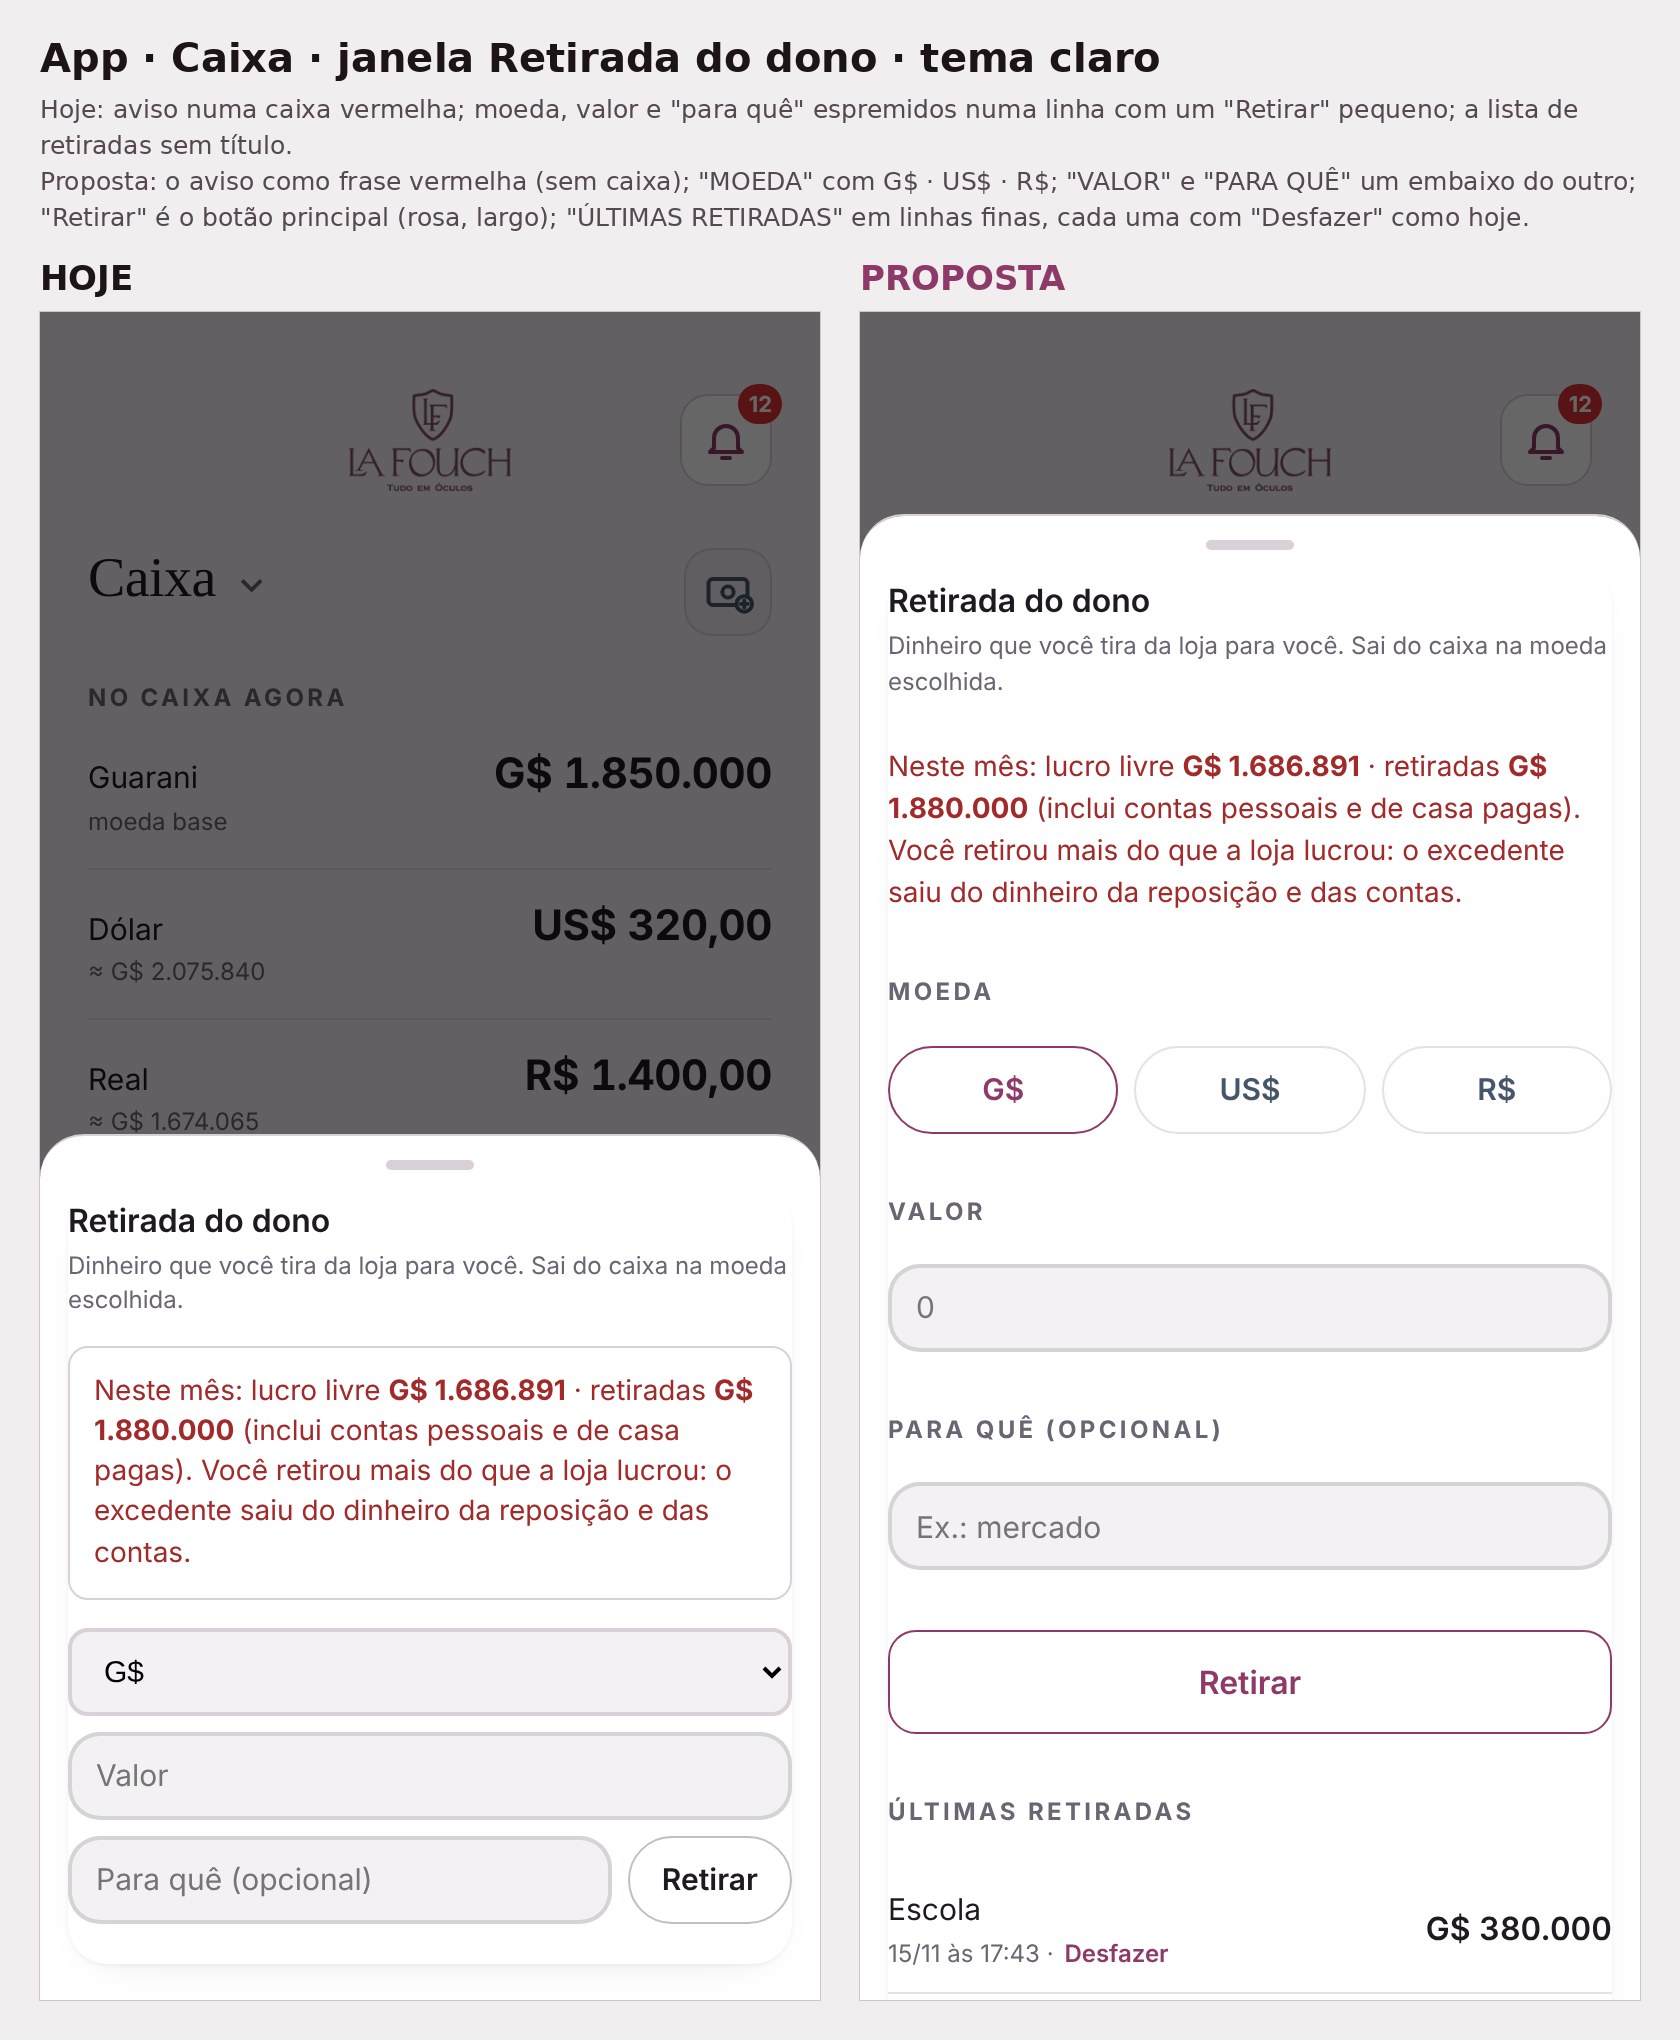 App · Caixa · janela Retirada do dono · tema claro
Hoje: aviso numa caixa vermelha; moeda, valor e "para quê" espremidos numa linha com um "Retirar" pequeno; a lista de
retiradas sem título.
Proposta: o aviso como frase vermelha (sem caixa); "MOEDA" com G$ · US$ · R$; "VALOR" e "PARA QUÊ" um embaixo do outro;
"Retirar" é o botão principal (rosa, largo); "ÚLTIMAS RETIRADAS" em linhas finas, cada uma com "Desfazer" como hoje.
HOJE
LF
LA FOUCH
TUDO EM ÓCULOS
12
Caixa
NO CAIXA AGORA
Guarani
G$ 1.850.000
moeda base
Dólar
US$ 320,00
≈ G$ 2.075.840
Real
R$ 1.400,00
≈ G$ 1.674.065
Retirada do dono
Dinheiro que você tira da loja para você. Sai do caixa na moeda
escolhida.
Neste mês: lucro livre G$ 1.686.891 · retiradas G$
1.880.000 (inclui contas pessoais e de casa
pagas). Você retirou mais do que a loja lucrou: o
excedente saiu do dinheiro da reposição e das
contas.
G$
Valor
Para quê (opcional)
Retirar
PROPOSTA
LF
LA FOUCH
TUDO EM ÓCULOS
12
Retirada do dono
Dinheiro que você tira da loja para você. Sai do caixa na moeda
escolhida.
Neste mês: lucro livre G$ 1.686.891 · retiradas G$
1.880.000 (inclui contas pessoais e de casa pagas).
Você retirou mais do que a loja lucrou: o excedente
saiu do dinheiro da reposição e das contas.
MOEDA
G$
US$
R$
VALOR
0
PARA QUÊ (OPCIONAL)
Ex.: mercado
Retirar
ÚLTIMAS RETIRADAS
Escola
G$ 380.000
15/11 às 17:43 · Desfazer